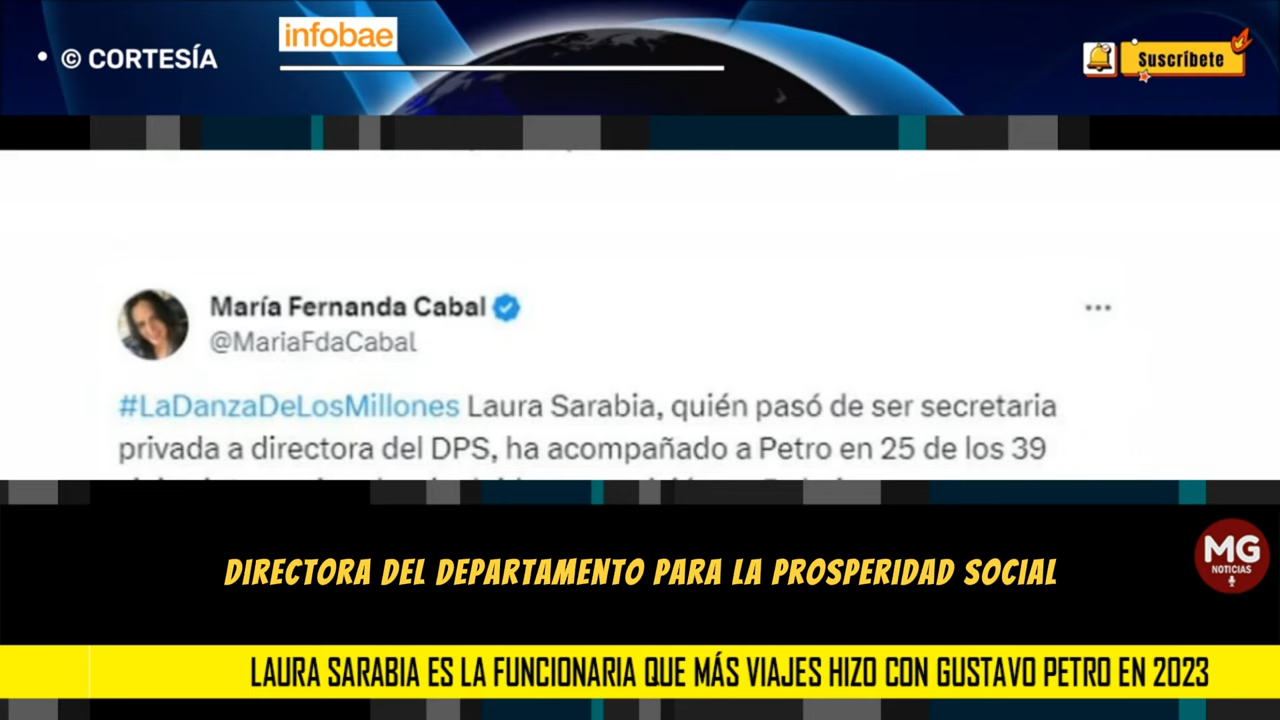 © CORTESÍA
infobae
Suscríbete
María Fernanda Cabal
@MariaFdaCabal
#LaDanzaDeLosMillones Laura Sarabia, quién pasó de ser secretaria
privada a directora del DPS, ha acompañado a Petro en 25 de los 39
DIRECTORA DEL DEPARTAMENTO PARA LA PROSPERIDAD SOCIAL
MG
NOTICIAS
LAURA SARABIA ES LA FUNCIONARIA QUE MÁS VIAJES HIZO CON GUSTAVO PETRO EN 2023